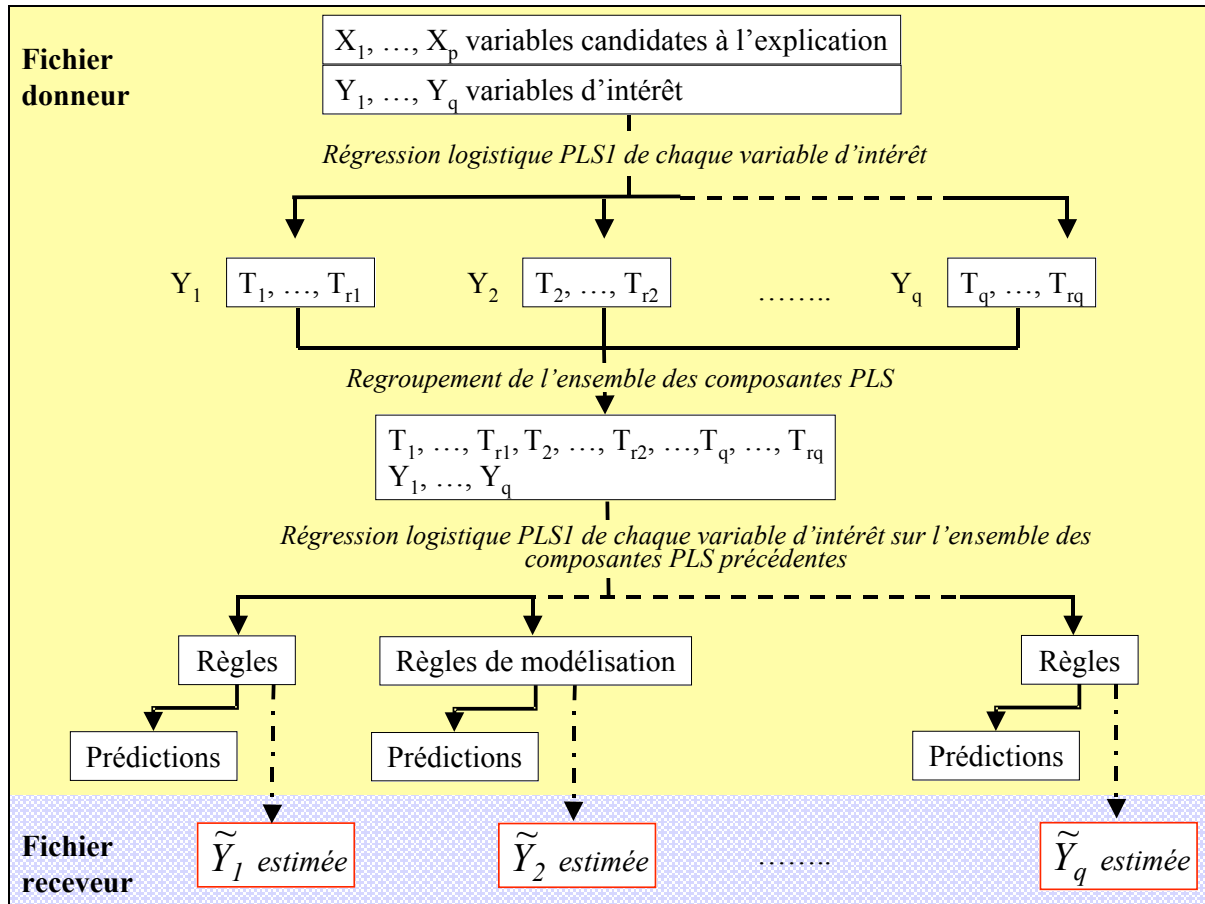 Fichier
donneur
X1, …, Xp variables candidates à l’explication
Y1, …, Yq variables d’intérêt
Régression logistique PLS1 de chaque variable d’intérêt
Y1 T1, …, Tr1 Y2 T2, …, Tr2 …….. Yq Tq, …, Trq
Regroupement de l’ensemble des composantes PLS
T1, …, Tr1, T2, …, Tr2, …,Tq, …, Trq
Y1, …, Yq
Régression logistique PLS1 de chaque variable d’intérêt sur l’ensemble des
composantes PLS précédentes
Règles Règles de modélisation Règles
Prédictions Prédictions Prédictions
Fichier
receveur
Ỹ1 estimée Ỹ2 estimée …….. Ỹq estimée